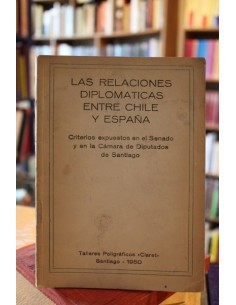 LAS RELACIONES
DIPLOMATICAS
ENTRE CHILE
Y ESPAÑA
Criterios expuestos en el Senado
y en la Cámara de Diputados
de Santiago
Talleres Poligráficos «Claret»
Santiago - 1950